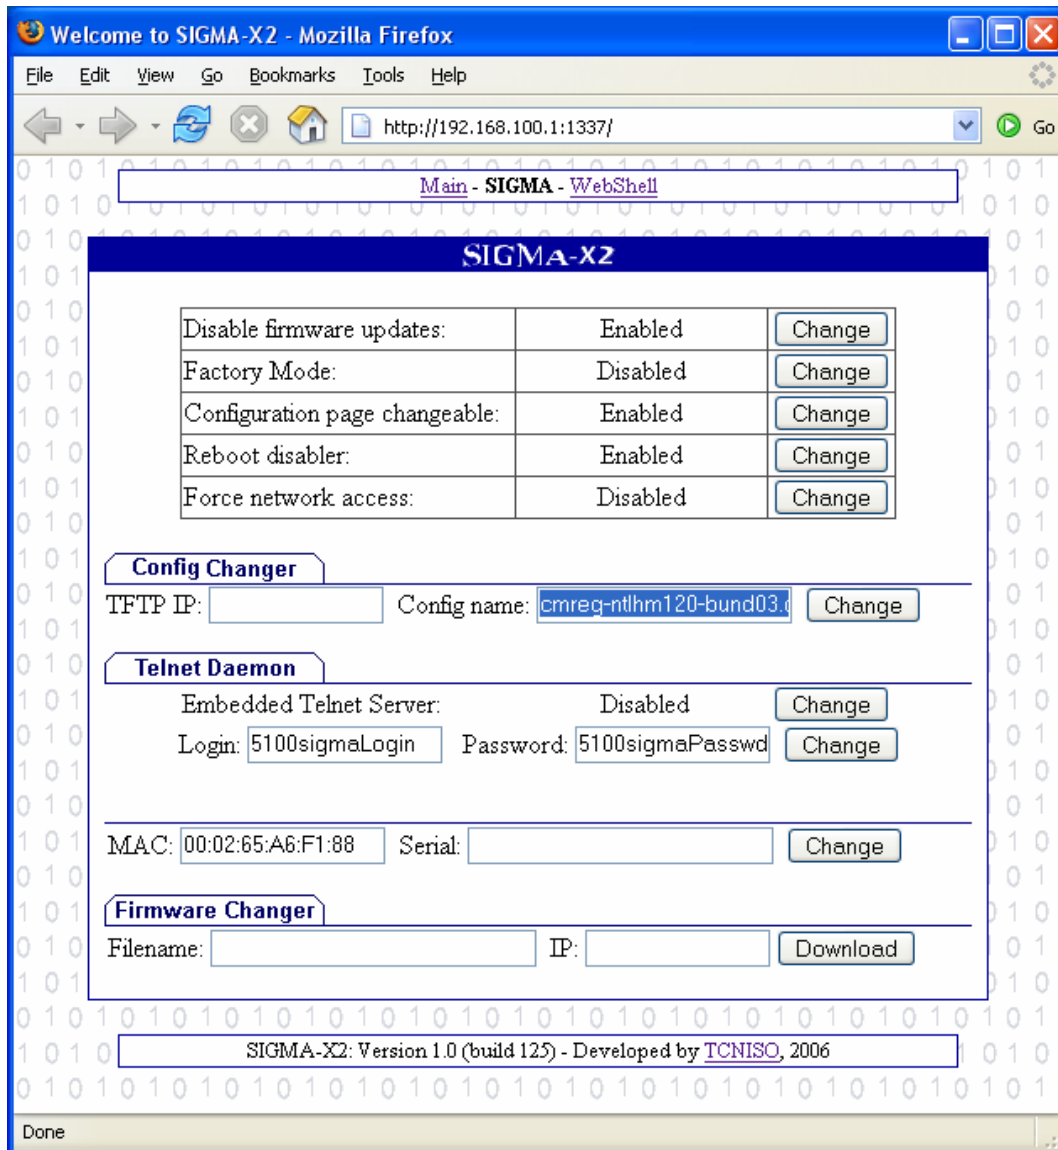 Welcome to SIGMA-X2 - Mozilla Firefox
File Edit View Go Bookmarks Tools Help
http://192.168.100.1:1337/ Go
Main - SIGMA - WebShell
SIGMA-X2
Disable firmware updates: Enabled Change
Factory Mode: Disabled Change
Configuration page changeable: Enabled Change
Reboot disabler: Enabled Change
Force network access: Disabled Change
Config Changer
TFTP IP: Config name: cmreq-ntlhm120-bund03.c Change
Telnet Daemon
Embedded Telnet Server: Disabled Change
Login: 5100sigmaLogin Password: 5100sigmaPasswd Change
MAC: 00:02:65:A6:F1:88 Serial: Change
Firmware Changer
Filename: IP: Download
SIGMA-X2: Version 1.0 (build 125) - Developed by TCNISO, 2006
Done